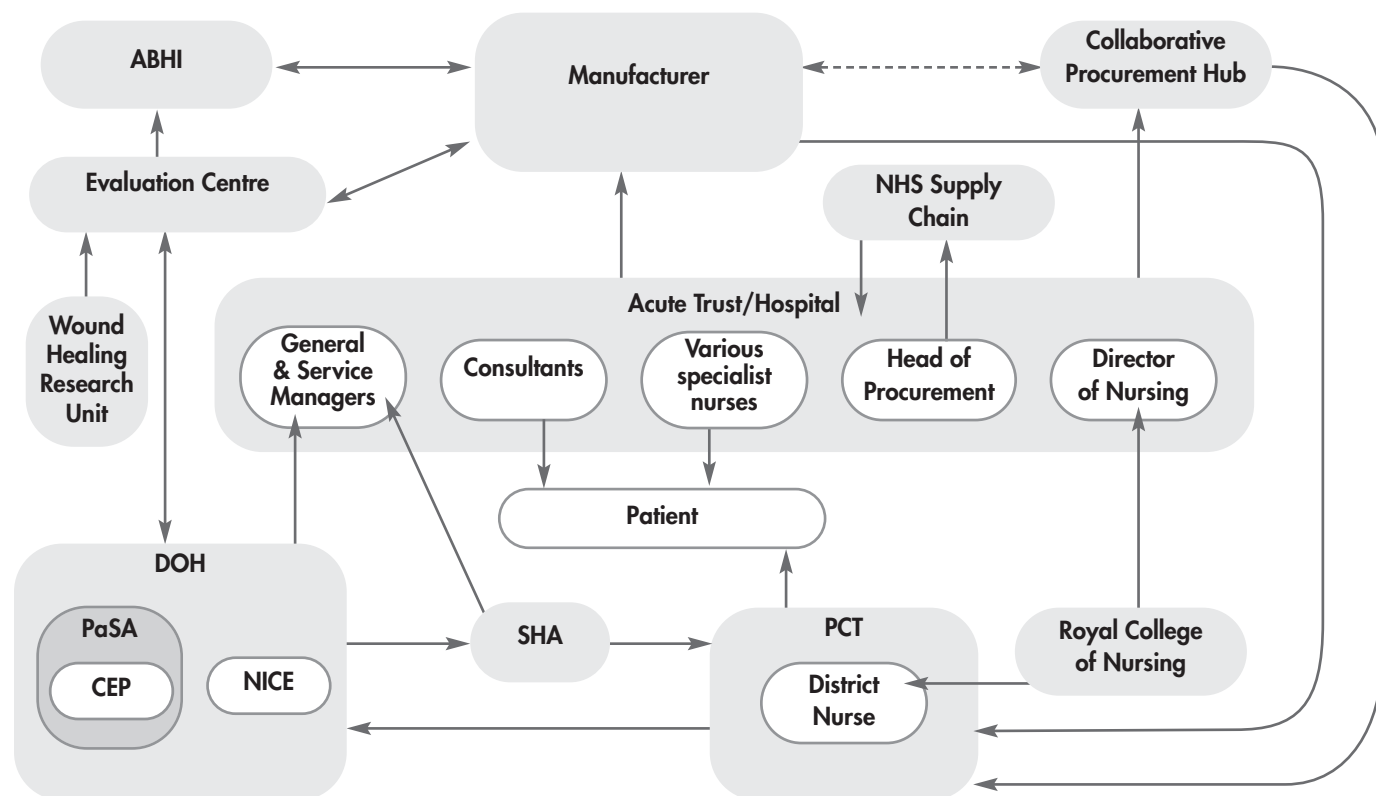 ABHI
Manufacturer
Collaborative
Procurement Hub
Evaluation Centre
NHS Supply
Chain
Wound
Healing
Research
Unit
Acute Trust/Hospital
General
& Service
Managers
Consultants
Various
specialist
nurses
Head of
Procurement
Director
of Nursing
Patient
DOH
PaSA
CEP
NICE
SHA
PCT
District
Nurse
Royal College
of Nursing